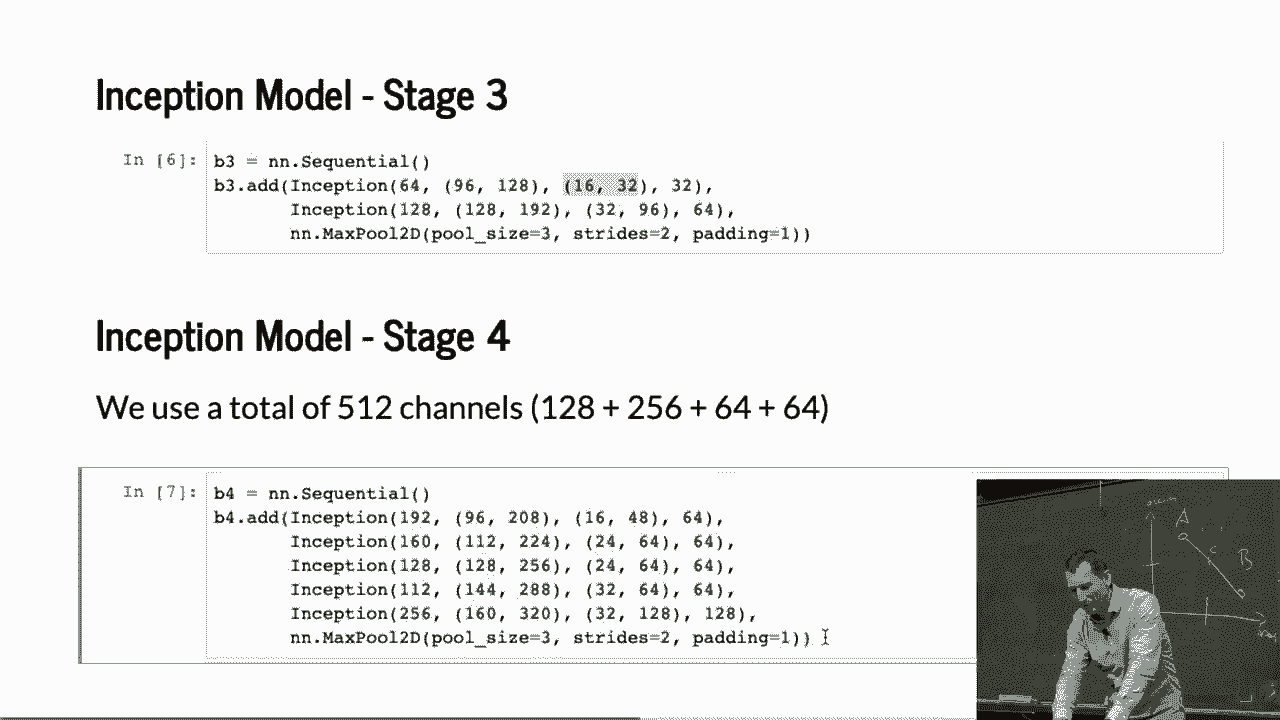 Inception Model - Stage 3
In [6]:
b3 = nn.Sequential()
b3.add(Inception(64, (96, 128), (16, 32), 32),
Inception(128, (128, 192), (32, 96), 64),
nn.MaxPool2D(pool_size=3, strides=2, padding=1))
Inception Model - Stage 4
We use a total of 512 channels (128 + 256 + 64 + 64)
In [7]:
b4 = nn.Sequential()
b4.add(Inception(192, (96, 208), (16, 48), 64),
Inception(160, (112, 224), (24, 64), 64),
Inception(128, (128, 256), (24, 64), 64),
Inception(112, (144, 288), (32, 64), 64),
Inception(256, (160, 320), (32, 128), 128),
nn.MaxPool2D(pool_size=3, strides=2, padding=1))
A
C
B